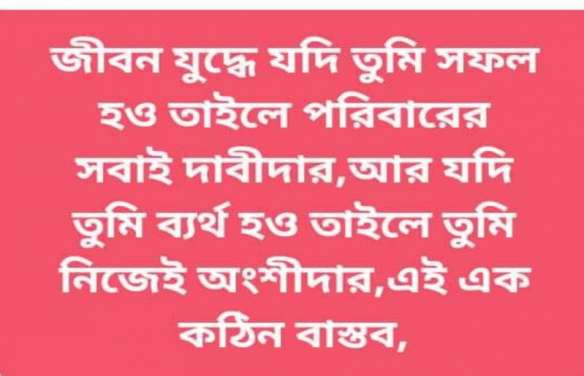 জীবন যুদ্ধে যদি তুমি সফল
হও তাইলে পরিবারের
সবাই দাবীদার,আর যদি
তুমি ব্যর্থ হও তাইলে তুমি
নিজেই অংশীদার,এই এক
কঠিন বাস্তব,